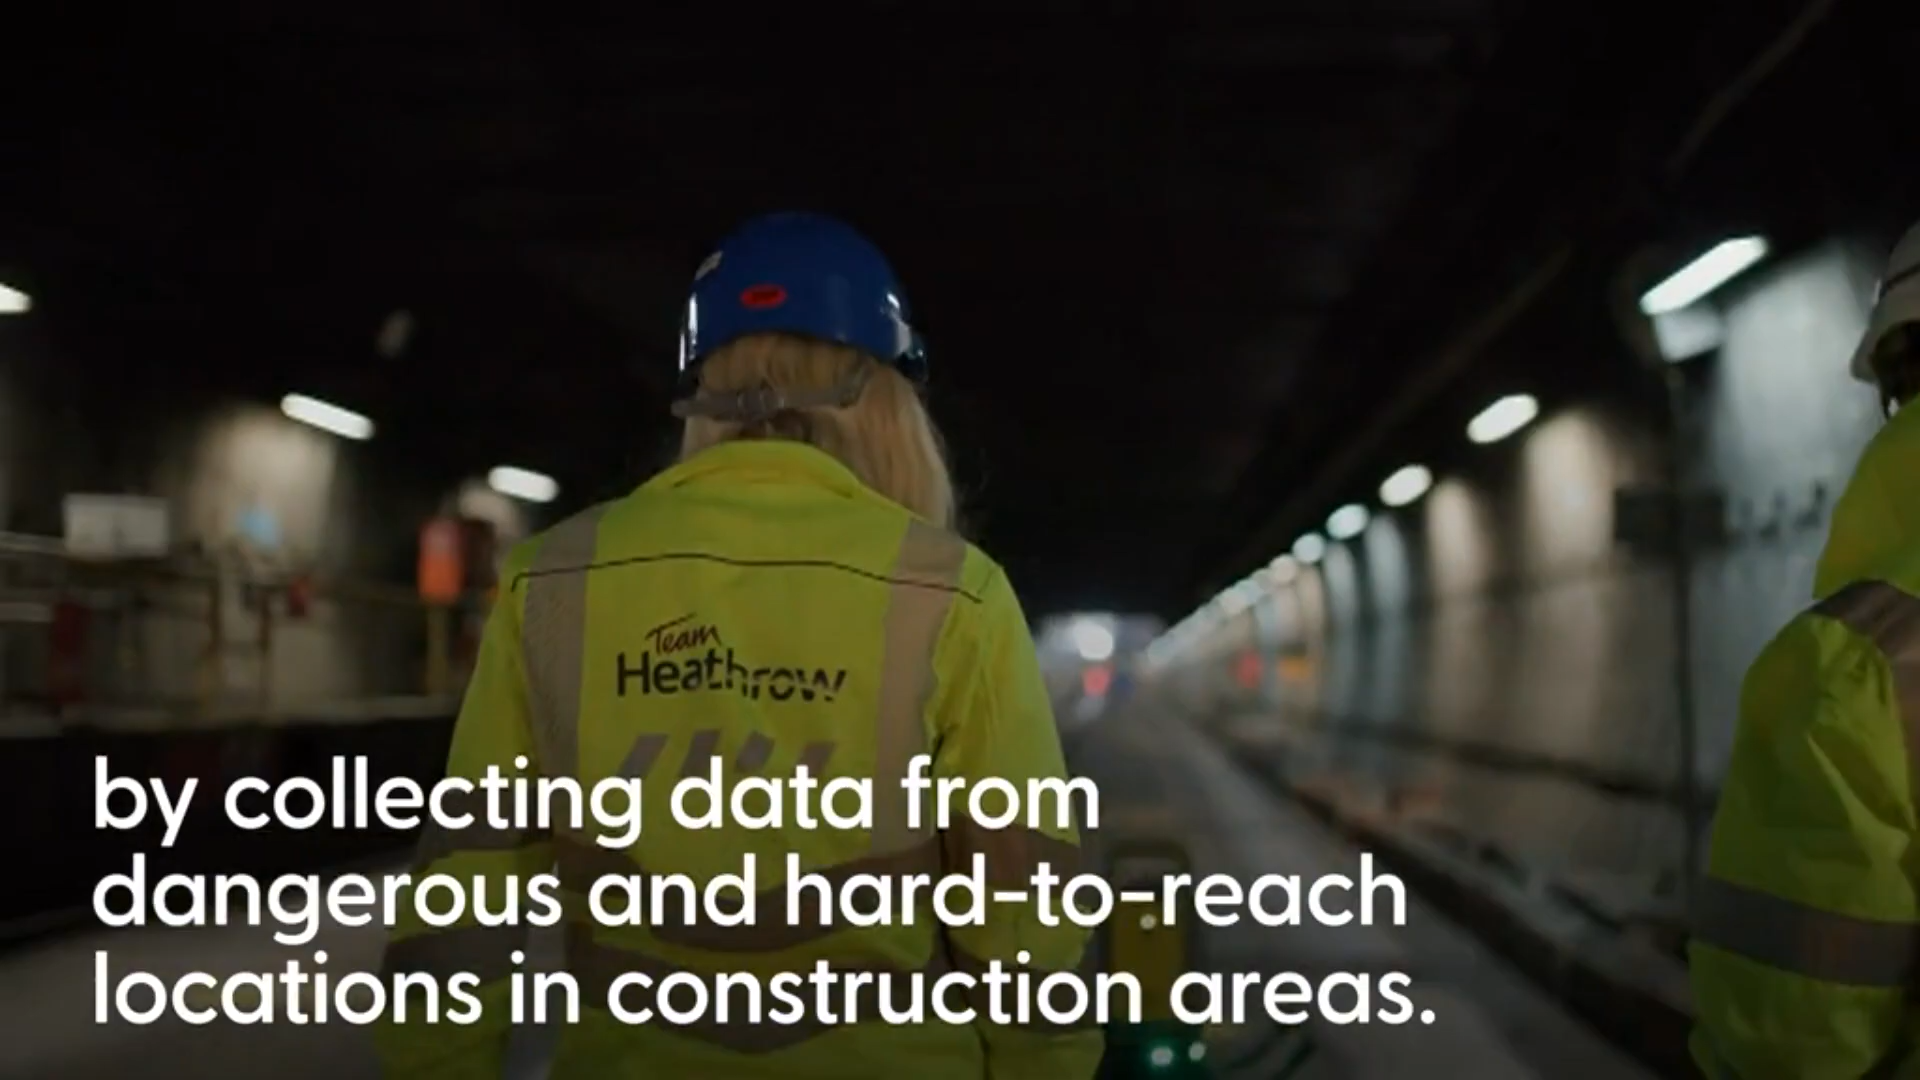 Team
Heathrow
by collecting data from
dangerous and hard-to-reach
locations in construction areas.